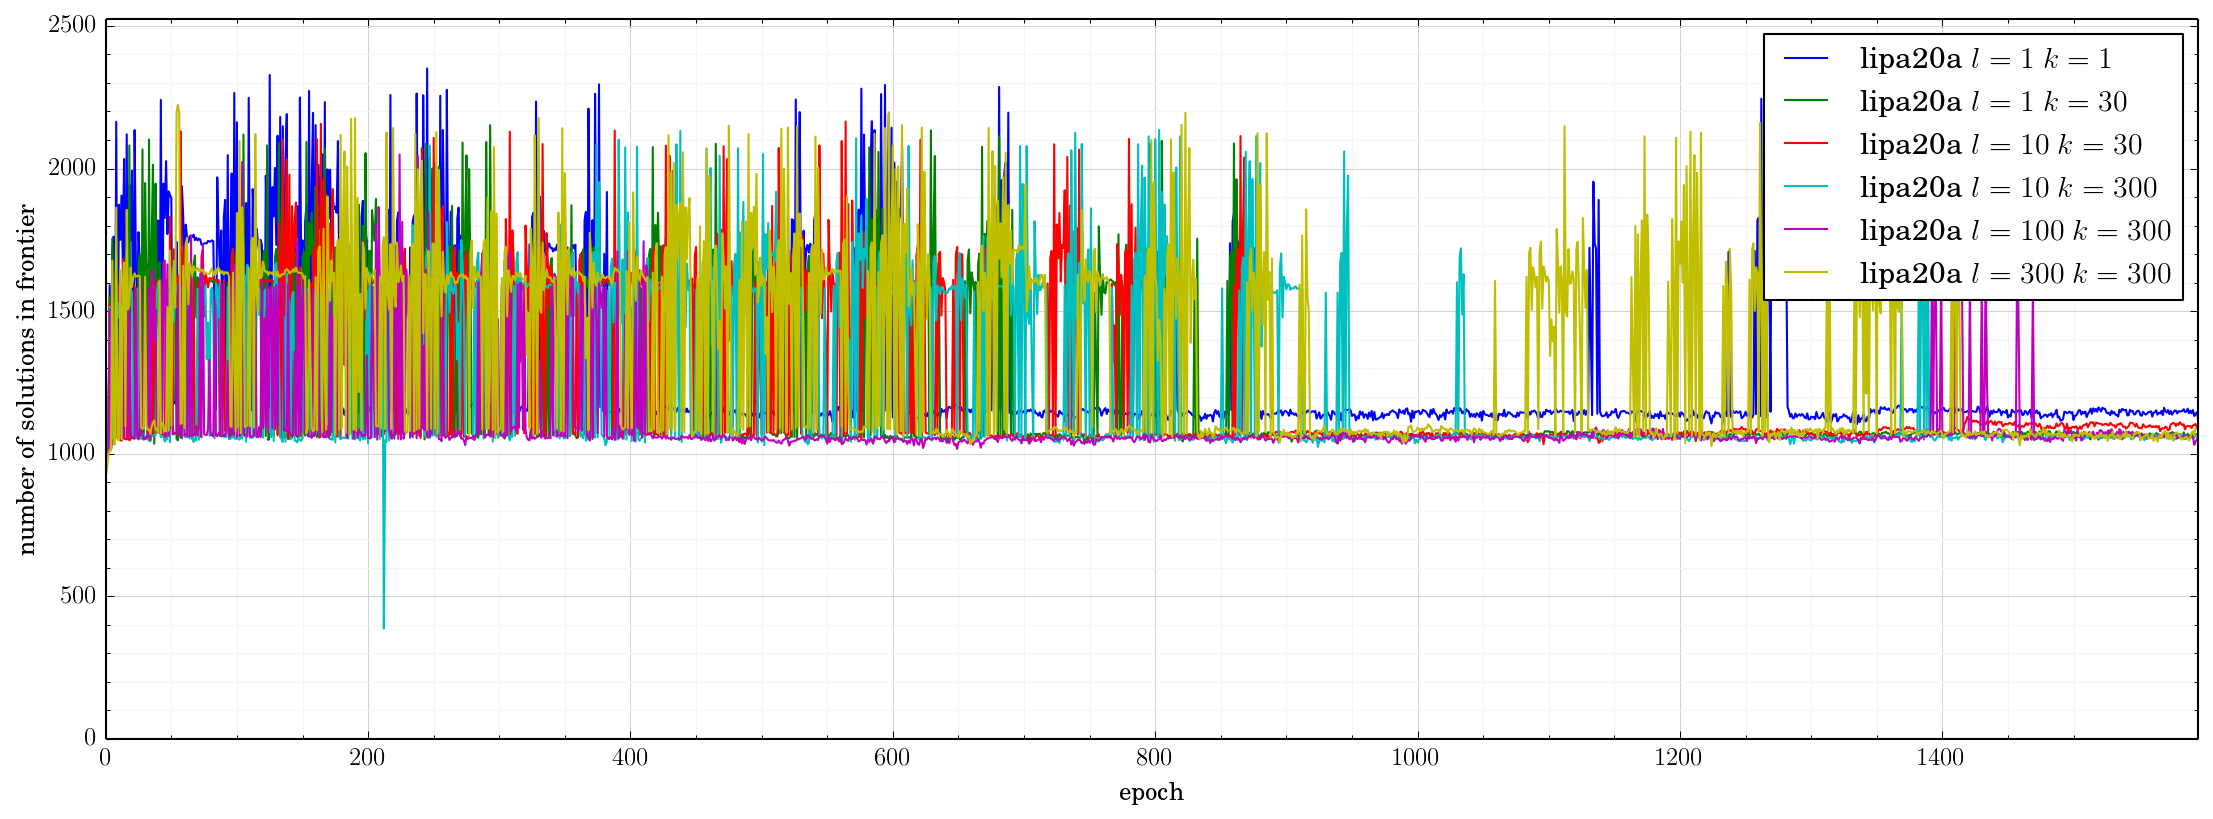 number of solutions in frontier
2500
2000
1500
1000
500
0
0 200 400 600 800 1000 1200 1400
epoch
lipa20a l = 1 k = 1
lipa20a l = 1 k = 30
lipa20a l = 10 k = 30
lipa20a l = 10 k = 300
lipa20a l = 100 k = 300
lipa20a l = 300 k = 300